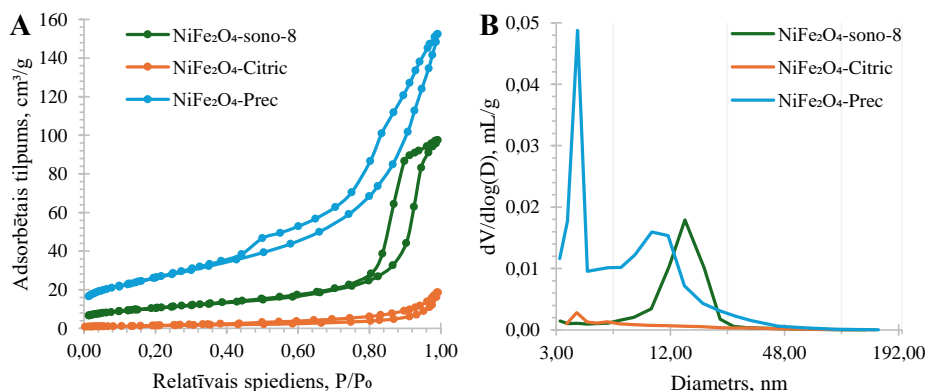 A
NiFe₂O₄-sono-8
NiFe₂O₄-Citric
NiFe₂O₄-Prec
Adsorbētais tilpums, cm³/g
160
140
120
100
80
60
40
20
0
0,00 0,20 0,40 0,60 0,80 1,00
Relatīvais spiediens, P/P₀
B
NiFe₂O₄-sono-8
NiFe₂O₄-Citric
NiFe₂O₄-Prec
dV/dlog(D), mL/g
0,05
0,04
0,03
0,02
0,01
0,00
3,00 12,00 48,00 192,00
Diametrs, nm